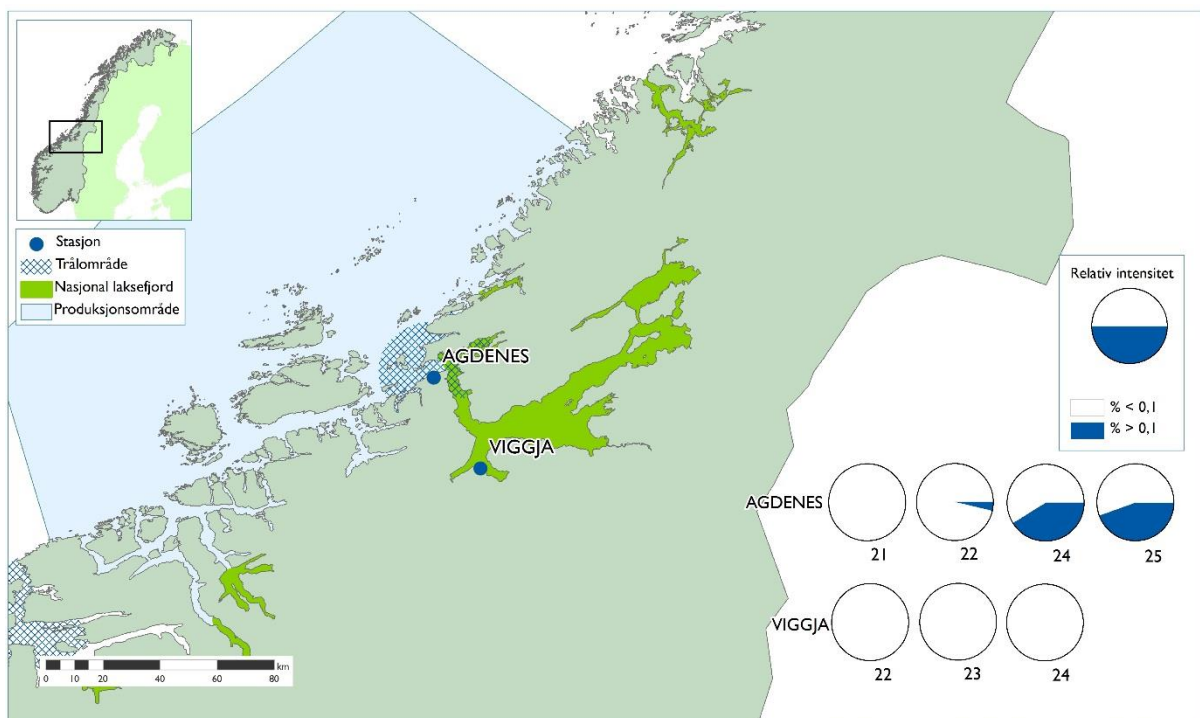 Stasjon
Trålområde
Nasjonal laksefjord
Produksjonsområde
AGDENES
VIGGJA
Relativ intensitet
% < 0,1
% > 0,1
AGDENES
21 22 24 25
VIGGJA
22 23 24
0 5 10 20 40 60 80 km